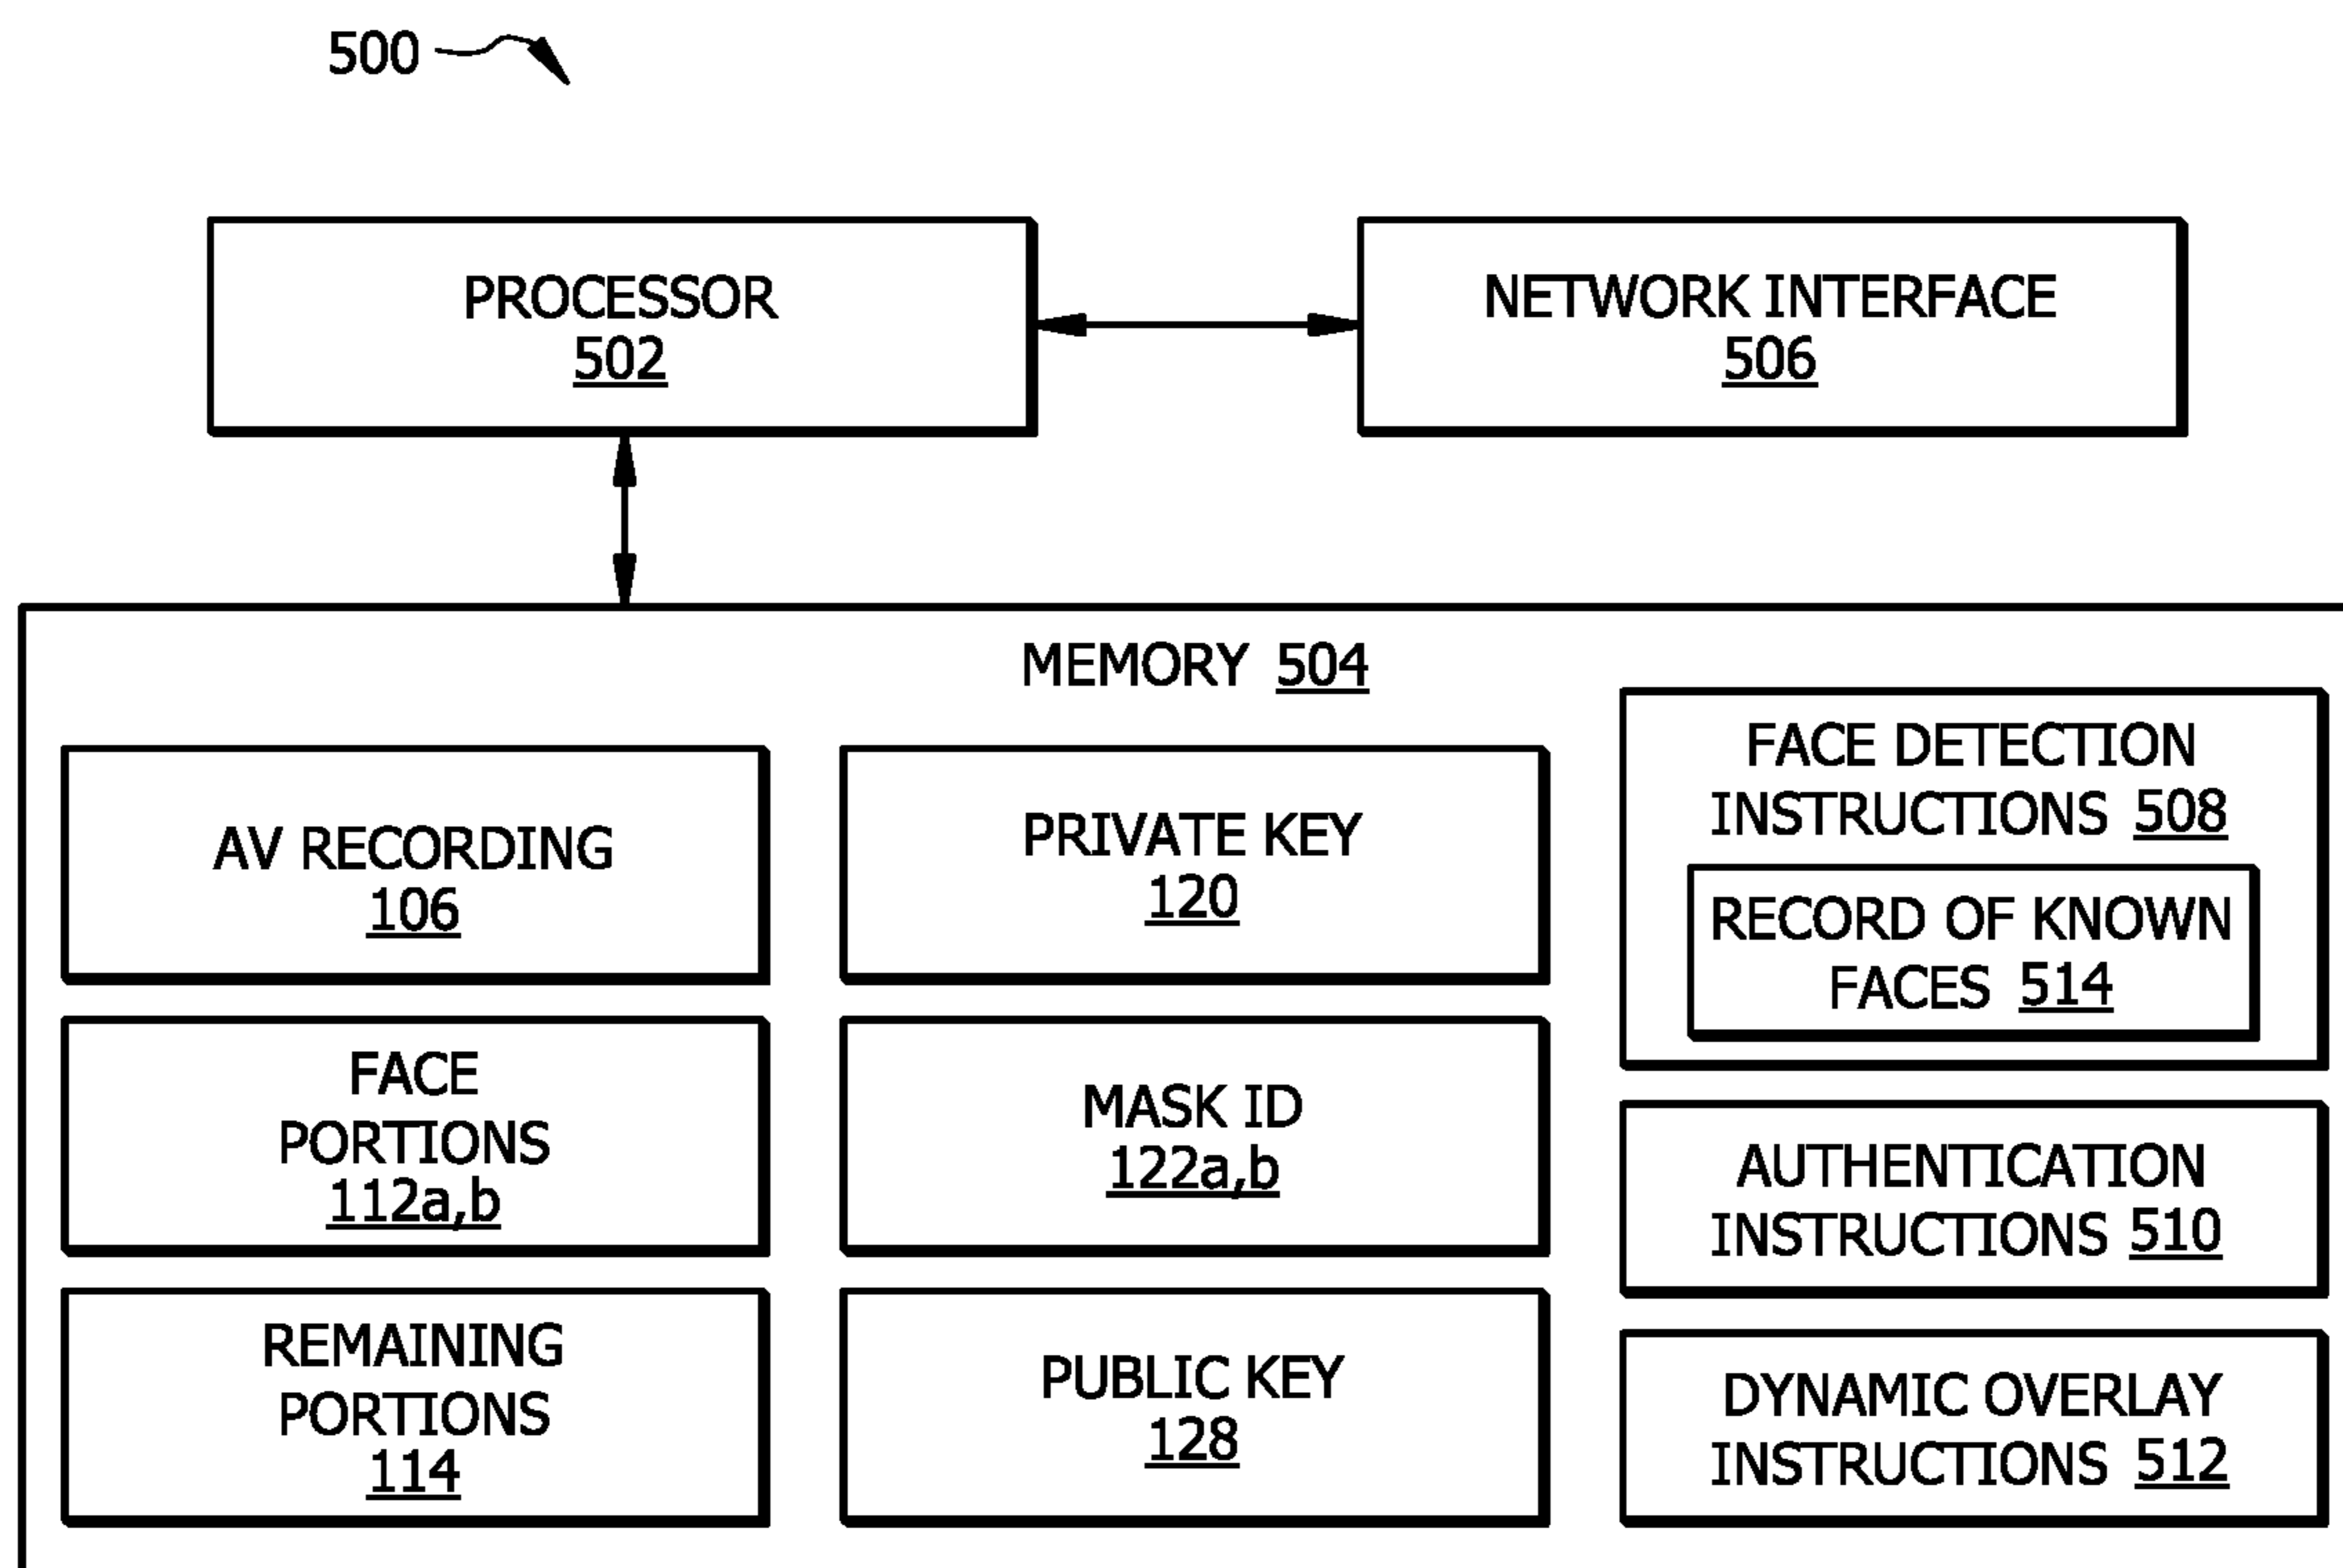 500
PROCESSOR
502
NETWORK INTERFACE
506
MEMORY 504
AV RECORDING
106
PRIVATE KEY
120
FACE DETECTION
INSTRUCTIONS 508
RECORD OF KNOWN
FACES 514
FACE
PORTIONS
112a,b
MASK ID
122a,b
AUTHENTICATION
INSTRUCTIONS 510
REMAINING
PORTIONS
114
PUBLIC KEY
128
DYNAMIC OVERLAY
INSTRUCTIONS 512